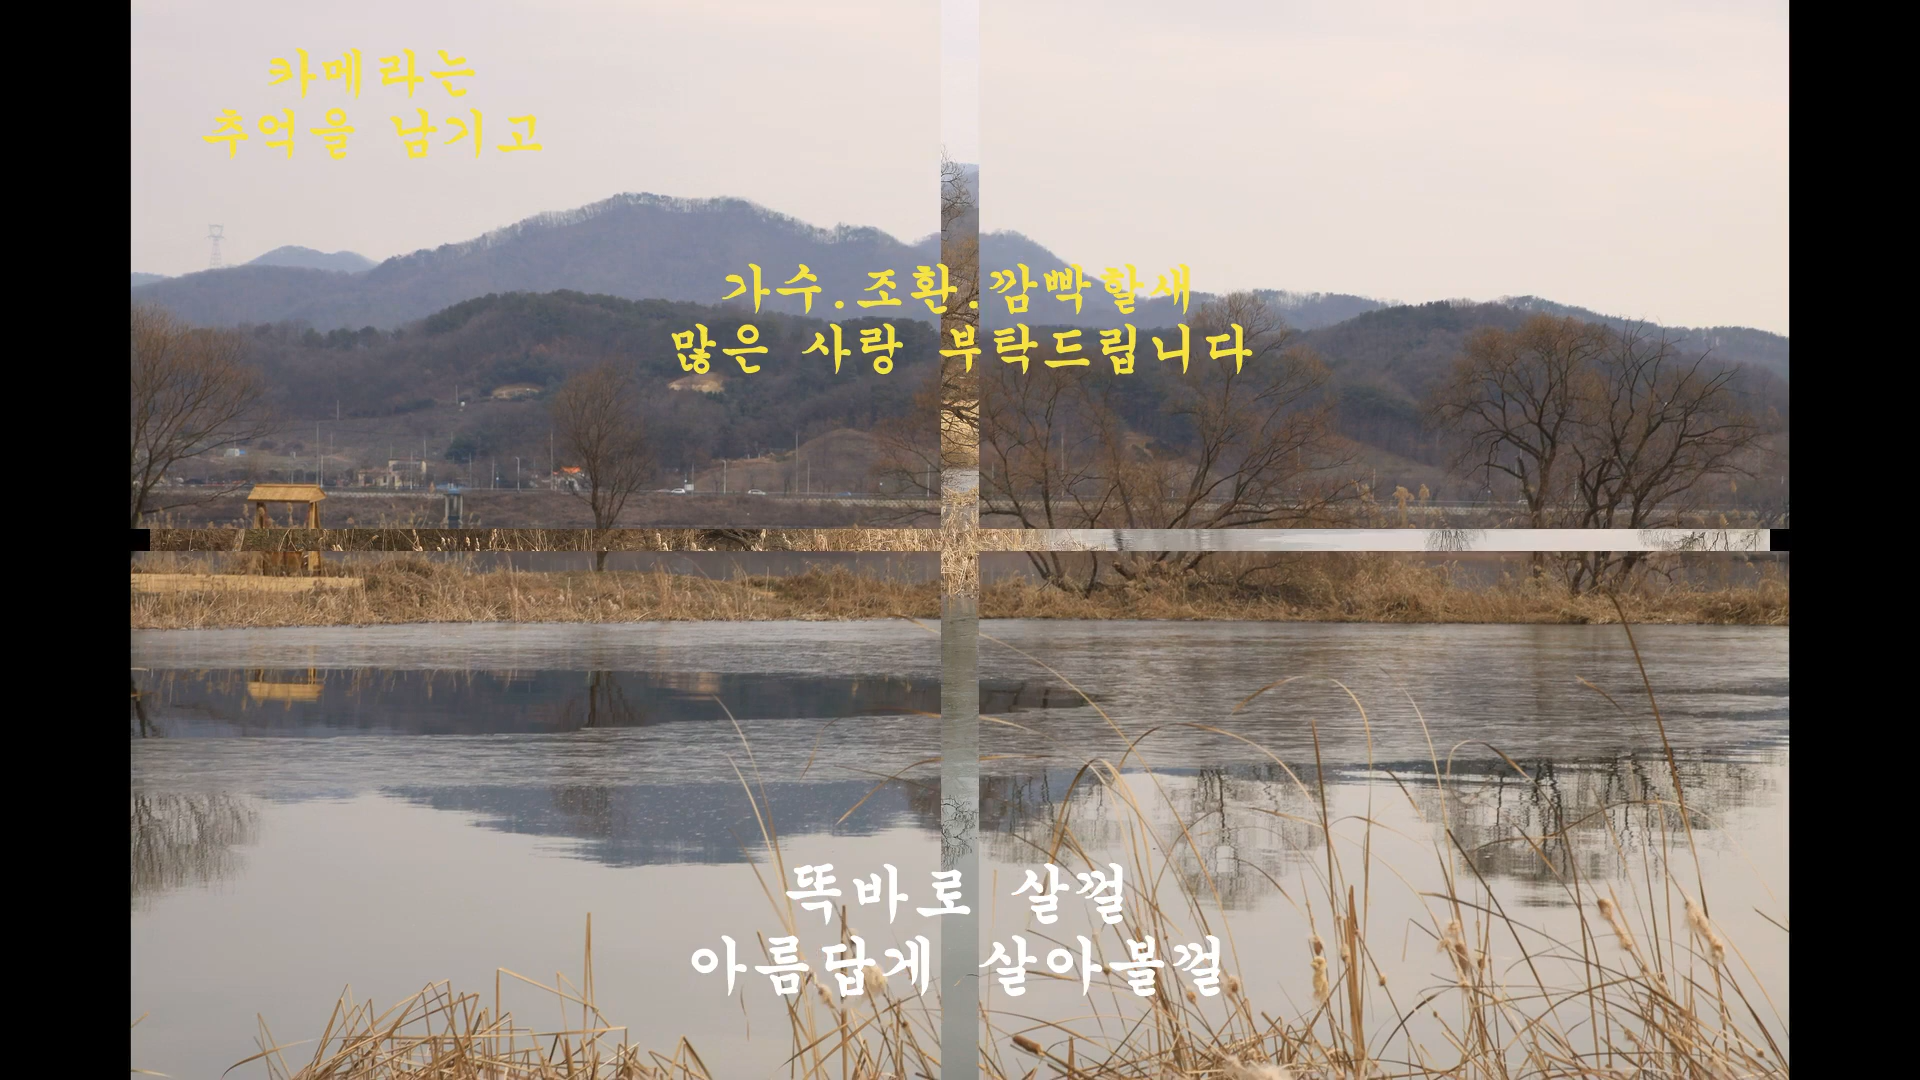 카메라는
추억을 남기고
가수.조환.깜빡할새
많은 사랑 부탁드립니다
똑바로 살껄
아름답게 살아볼껄